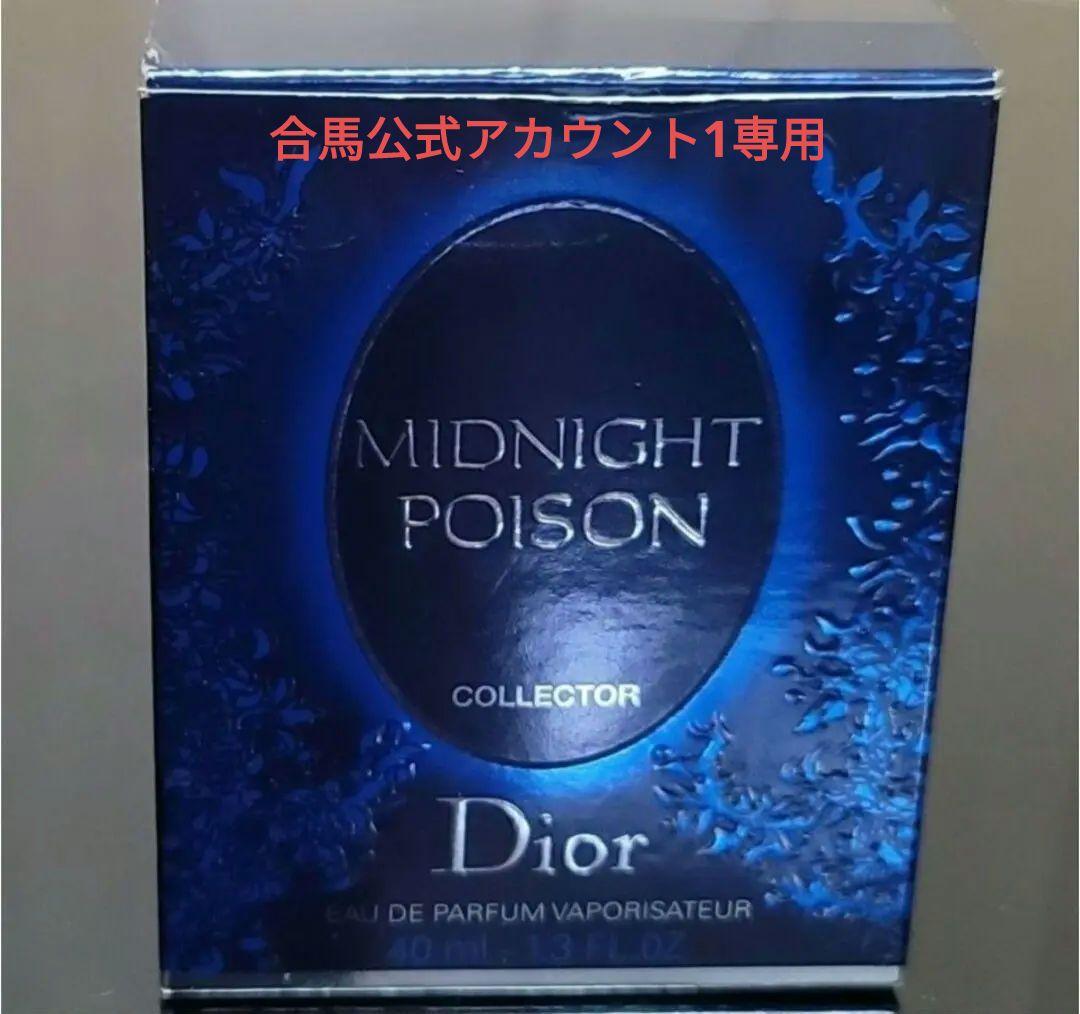 合馬公式アカウント1専用
MIDNIGHT
POISON
COLLECTOR
Dior
EAU DE PARFUM VAPORISATEUR
40 ml - 1.3 FL.OZ